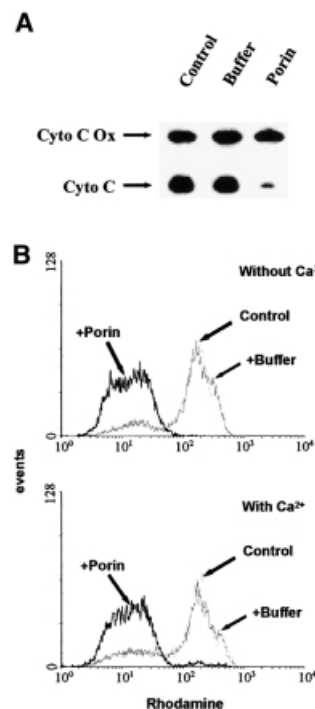 A
Control
Buffer
Porin
Cyto C Ox
Cyto C
B
128
Without Ca
+Porin
Control
+Buffer
0
10⁰ 10¹ 10² 10³ 10⁴
events
128
With Ca²⁺
+Porin
Control
+Buffer
0
10⁰ 10¹ 10² 10³ 10⁴
Rhodamine